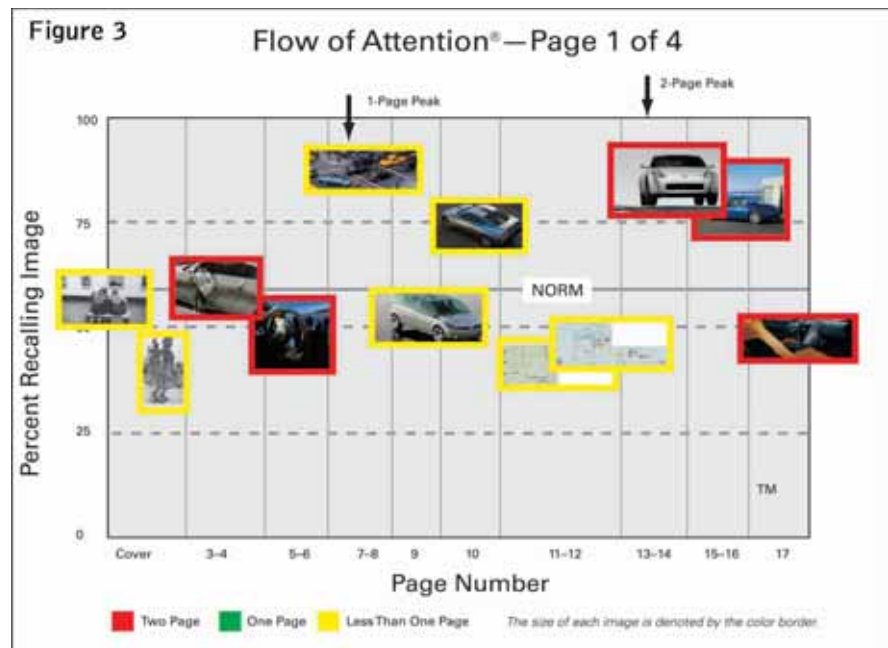 Figure 3
Flow of Attention®—Page 1 of 4
1-Page Peak
2-Page Peak
100
75
NORM
50
25
TM
0
Percent Recalling Image
Cover 3–4 5–6 7–8 9 10 11–12 13–14 15–16 17
Page Number
Two Page One Page Less Than One Page The size of each image is denoted by the color border.